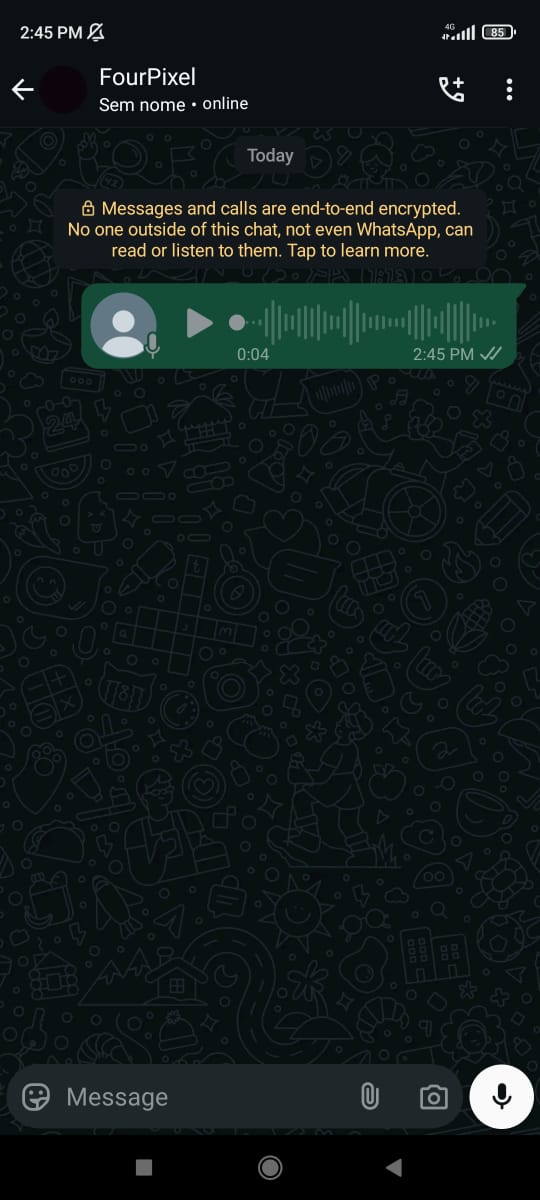 2:45 PM
4G
85
FourPixel
Sem nome • online
Today
Messages and calls are end-to-end encrypted.
No one outside of this chat, not even WhatsApp, can
read or listen to them. Tap to learn more.
0:04
2:45 PM
Message